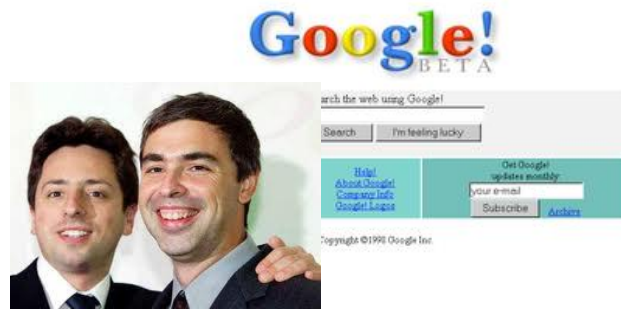 Google!
BETA
arch the web using Google!
Search
I'm feeling lucky
Help!
About Google!
Company Info
Google! Logos
Get Google!
updates monthly:
your e-mail
Subscribe
Archive
Copyright ©1998 Google Inc.